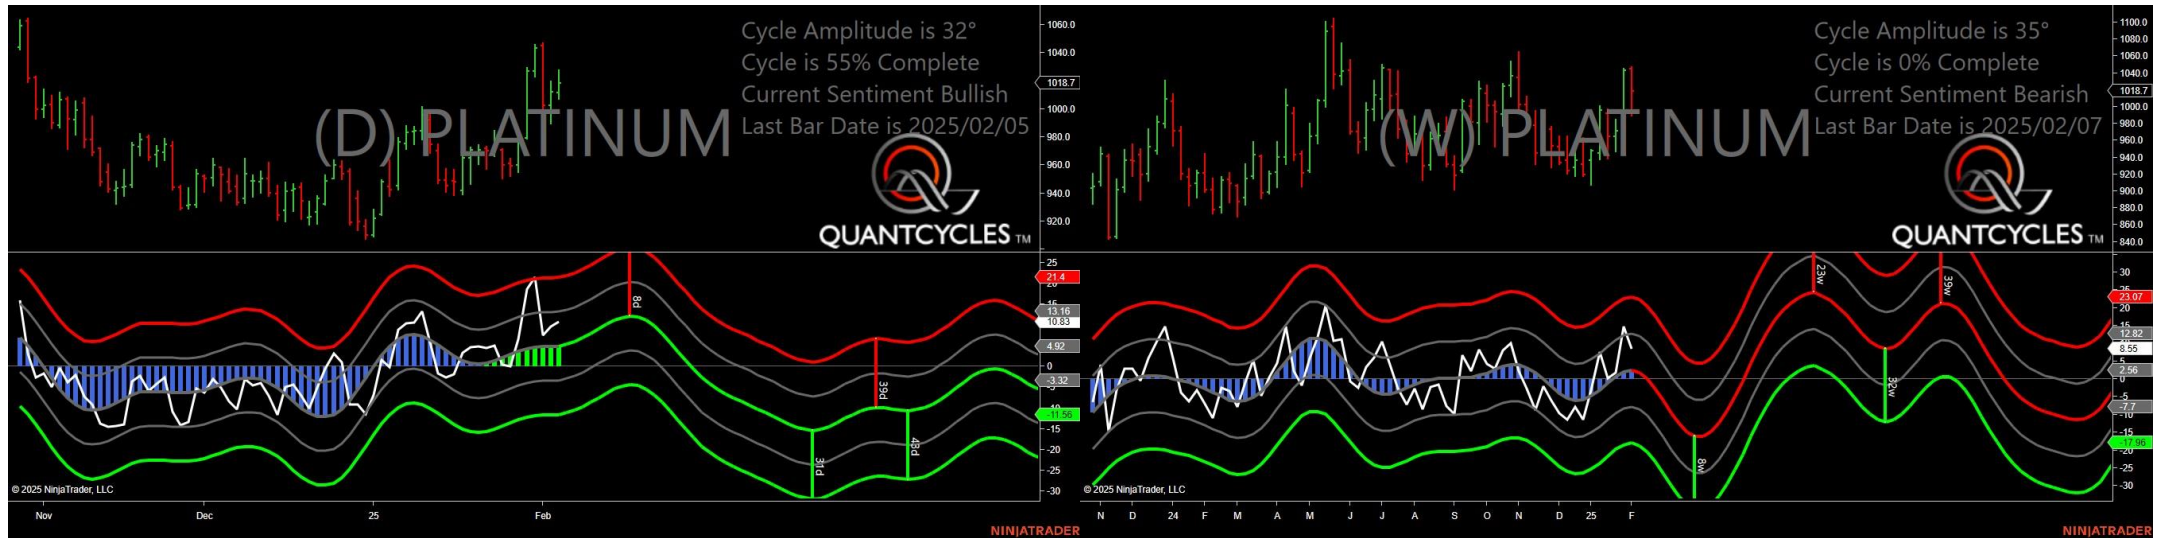 Cycle Amplitude is 32°
Cycle is 55% Complete
Current Sentiment Bullish
Last Bar Date is 2025/02/05
(D) PLATINUM
QUANTCYCLES TM
1060.0
1040.0
1018.7
1000.0
980.0
960.0
940.0
920.0
25
21.4
20
15
13.16
10.83
4.92
0
-3.32
-11.56
-15
-20
-25
-30
8d
31d
39d
43d
© 2025 NinjaTrader, LLC
Nov Dec 25 Feb
NINJATRADER
Cycle Amplitude is 35°
Cycle is 0% Complete
Current Sentiment Bearish
Last Bar Date is 2025/02/07
(W) PLATINUM
QUANTCYCLES TM
1100.0
1080.0
1060.0
1040.0
1018.7
1000.0
980.0
960.0
940.0
920.0
900.0
880.0
860.0
840.0
30
23.07
20
15
12.82
8.55
5
2.56
0
-7.7
-10
-15
-17.96
-20
-25
-30
8w
23w
32w
39w
© 2025 NinjaTrader, LLC
N D 24 F M A M J J A S O N D 25 F
NINJATRADER